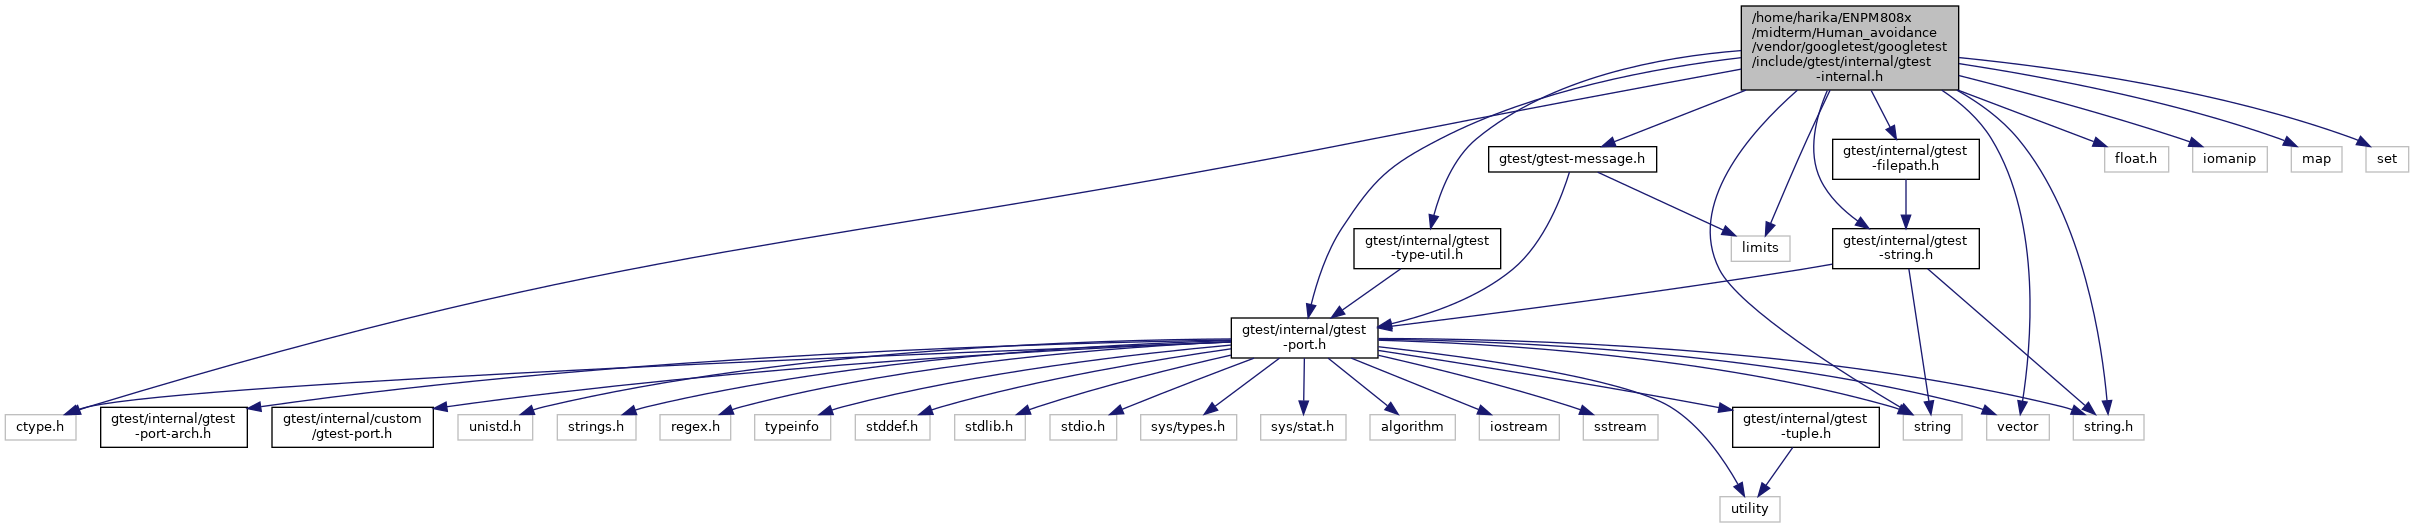 /home/harika/ENPM808x
/midterm/Human_avoidance
/vendor/googletest/googletest
/include/gtest/internal/gtest
-internal.h
gtest/gtest-message.h
gtest/internal/gtest
-filepath.h
float.h
iomanip
map
set
gtest/internal/gtest
-type-util.h
limits
gtest/internal/gtest
-string.h
gtest/internal/gtest
-port.h
ctype.h
gtest/internal/gtest
-port-arch.h
gtest/internal/custom
/gtest-port.h
unistd.h
strings.h
regex.h
typeinfo
stddef.h
stdlib.h
stdio.h
sys/types.h
sys/stat.h
algorithm
iostream
sstream
gtest/internal/gtest
-tuple.h
string
vector
string.h
utility